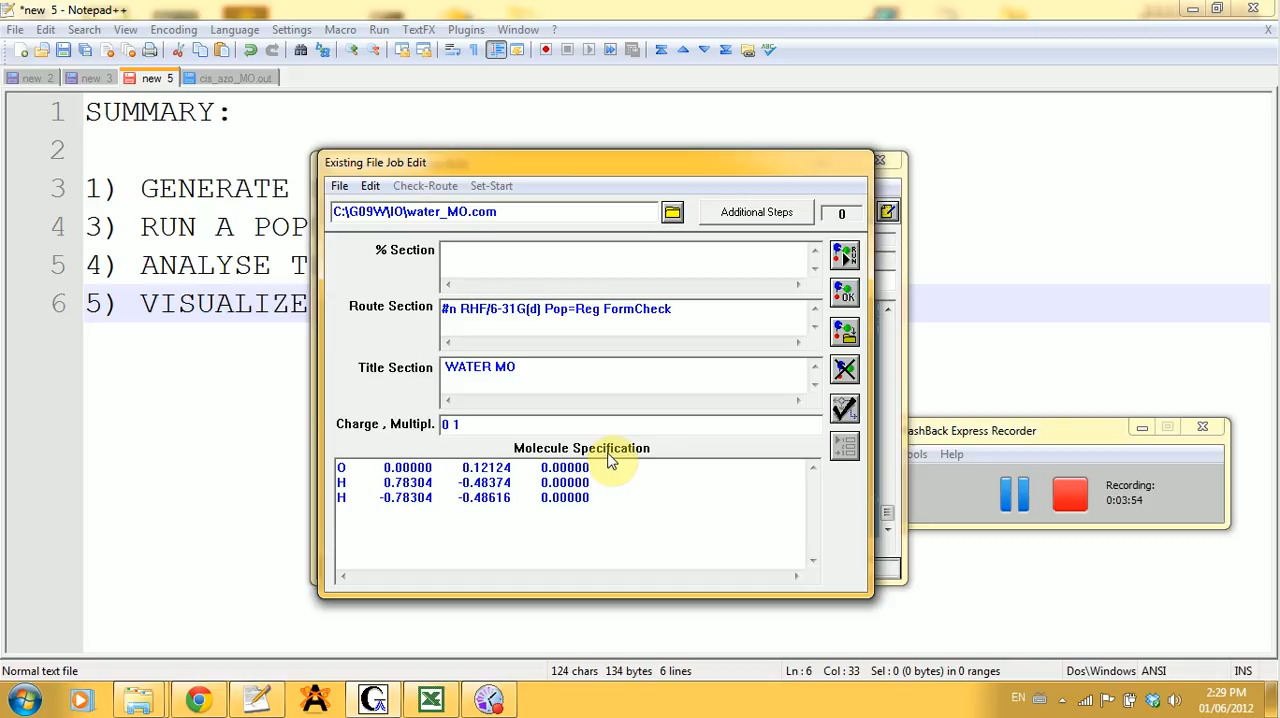 *new 5 - Notepad++
File Edit Search View Encoding Language Settings Macro Run TextFX Plugins Window ? X
new 2 new 3 new 5 cis_azo_MO.out
1 SUMMARY:
2
3 1) GENERATE
4 3) RUN A POP
5 4) ANALYSE T
6 5) VISUALIZE
Existing File Job Edit
File Edit Check-Route Set-Start
C:\G09W\IO\water_MO.com Additional Steps 0
% Section
Route Section #n RHF/6-31G(d) Pop=Reg FormCheck
Title Section WATER MO
Charge , Multipl. 0 1
Molecule Specification
O 0.00000 0.12124 0.00000
H 0.78304 -0.48374 0.00000
H -0.78304 -0.48616 0.00000
RUN
OK
ashBack Express Recorder
ools Help
Recording:
0:03:54
Normal text file 124 chars 134 bytes 6 lines Ln : 6 Col : 33 Sel : 0 (0 bytes) in 0 ranges Dos\Windows ANSI INS
EN 2:29 PM
01/06/2012